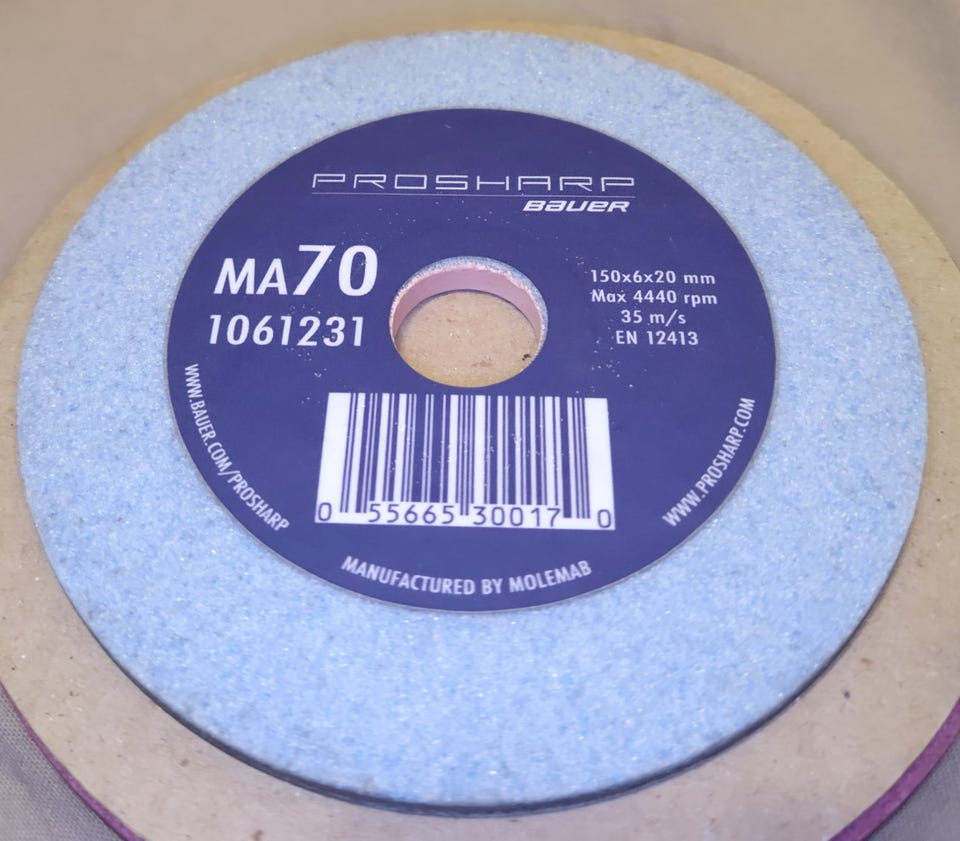 PROSHARP
BAUER
MA70
1061231
150x6x20 mm
Max 4440 rpm
35 m/s
EN 12413
WWW.BAUER.COM/PROSHARP
WWW.PROSHARP.COM
0 55665 30017 0
MANUFACTURED BY MOLEMAB